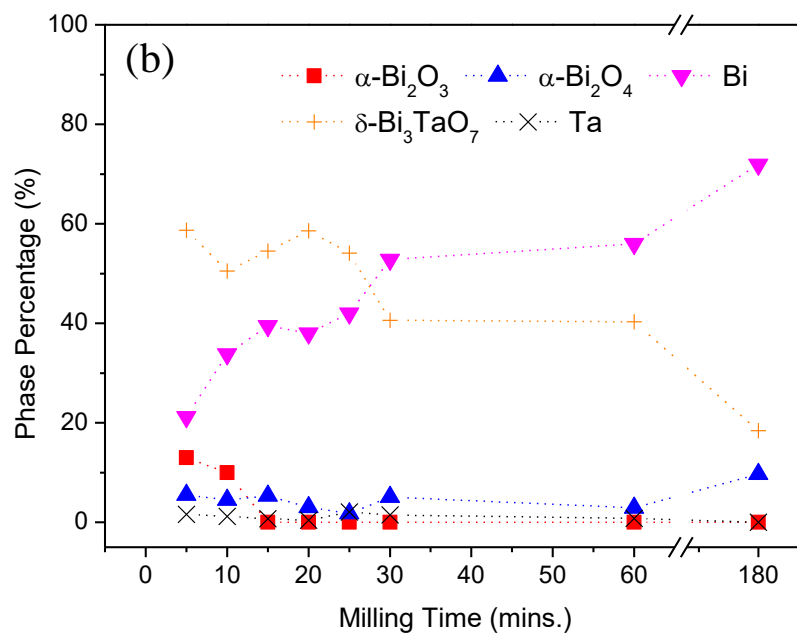 (b)
α-Bi₂O₃ α-Bi₂O₄ Bi
δ-Bi₃TaO₇ Ta
Phase Percentage (%)
100
80
60
40
20
0
0 10 20 30 40 50 60 180
Milling Time (mins.)